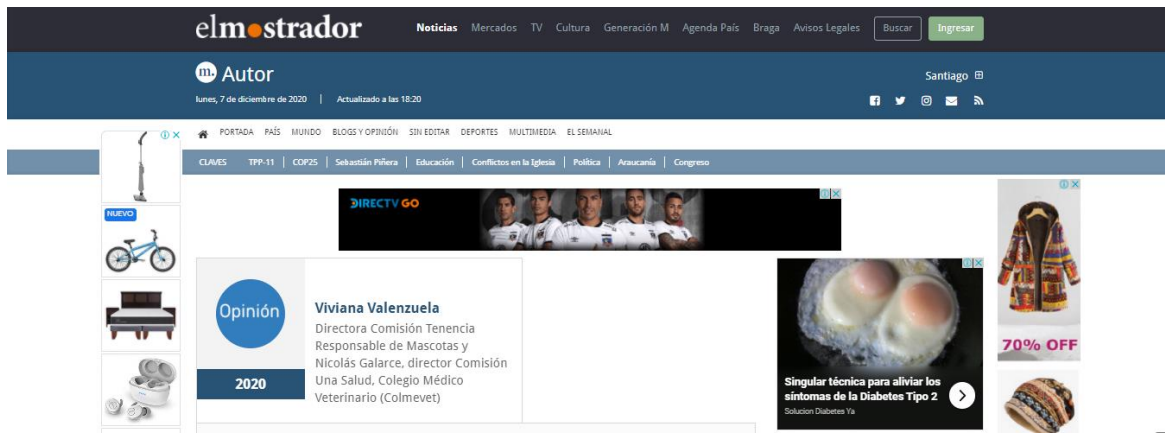 elmostrador
Noticias Mercados TV Cultura Generación M Agenda País Braga Avisos Legales Buscar Ingresar
m. Autor
Santiago
lunes, 7 de diciembre de 2020 | Actualizado a las 18:20
PORTADA PAÍS MUNDO BLOGS Y OPINIÓN SIN EDITAR DEPORTES MULTIMEDIA EL SEMANAL
CLAVES TPP-11 | COP25 | Sebastián Piñera | Educación | Conflictos en la Iglesia | Política | Araucanía | Congreso
DIRECTV GO
NUEVO
Opinión
2020
Viviana Valenzuela
Directora Comisión Tenencia
Responsable de Mascotas y
Nicolás Galarce, director Comisión
Una Salud, Colegio Médico
Veterinario (Colmevet)
Singular técnica para aliviar los
síntomas de la Diabetes Tipo 2
Solucion Diabetes Ya
70% OFF